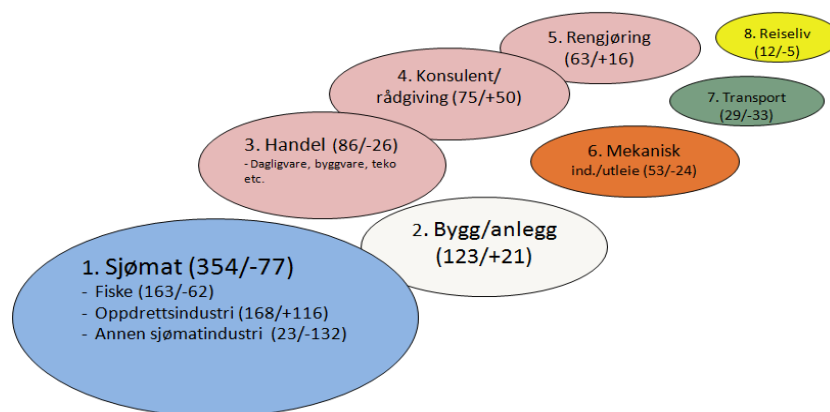 1. Sjømat (354/-77)
- Fiske (163/-62)
- Oppdrettsindustri (168/+116)
- Annen sjømatindustri (23/-132)
2. Bygg/anlegg
(123/+21)
3. Handel (86/-26)
- Dagligvare, byggvare, teko
etc.
4. Konsulent/
rådgiving (75/+50)
5. Rengjøring
(63/+16)
6. Mekanisk
ind./utleie (53/-24)
7. Transport
(29/-33)
8. Reiseliv
(12/-5)